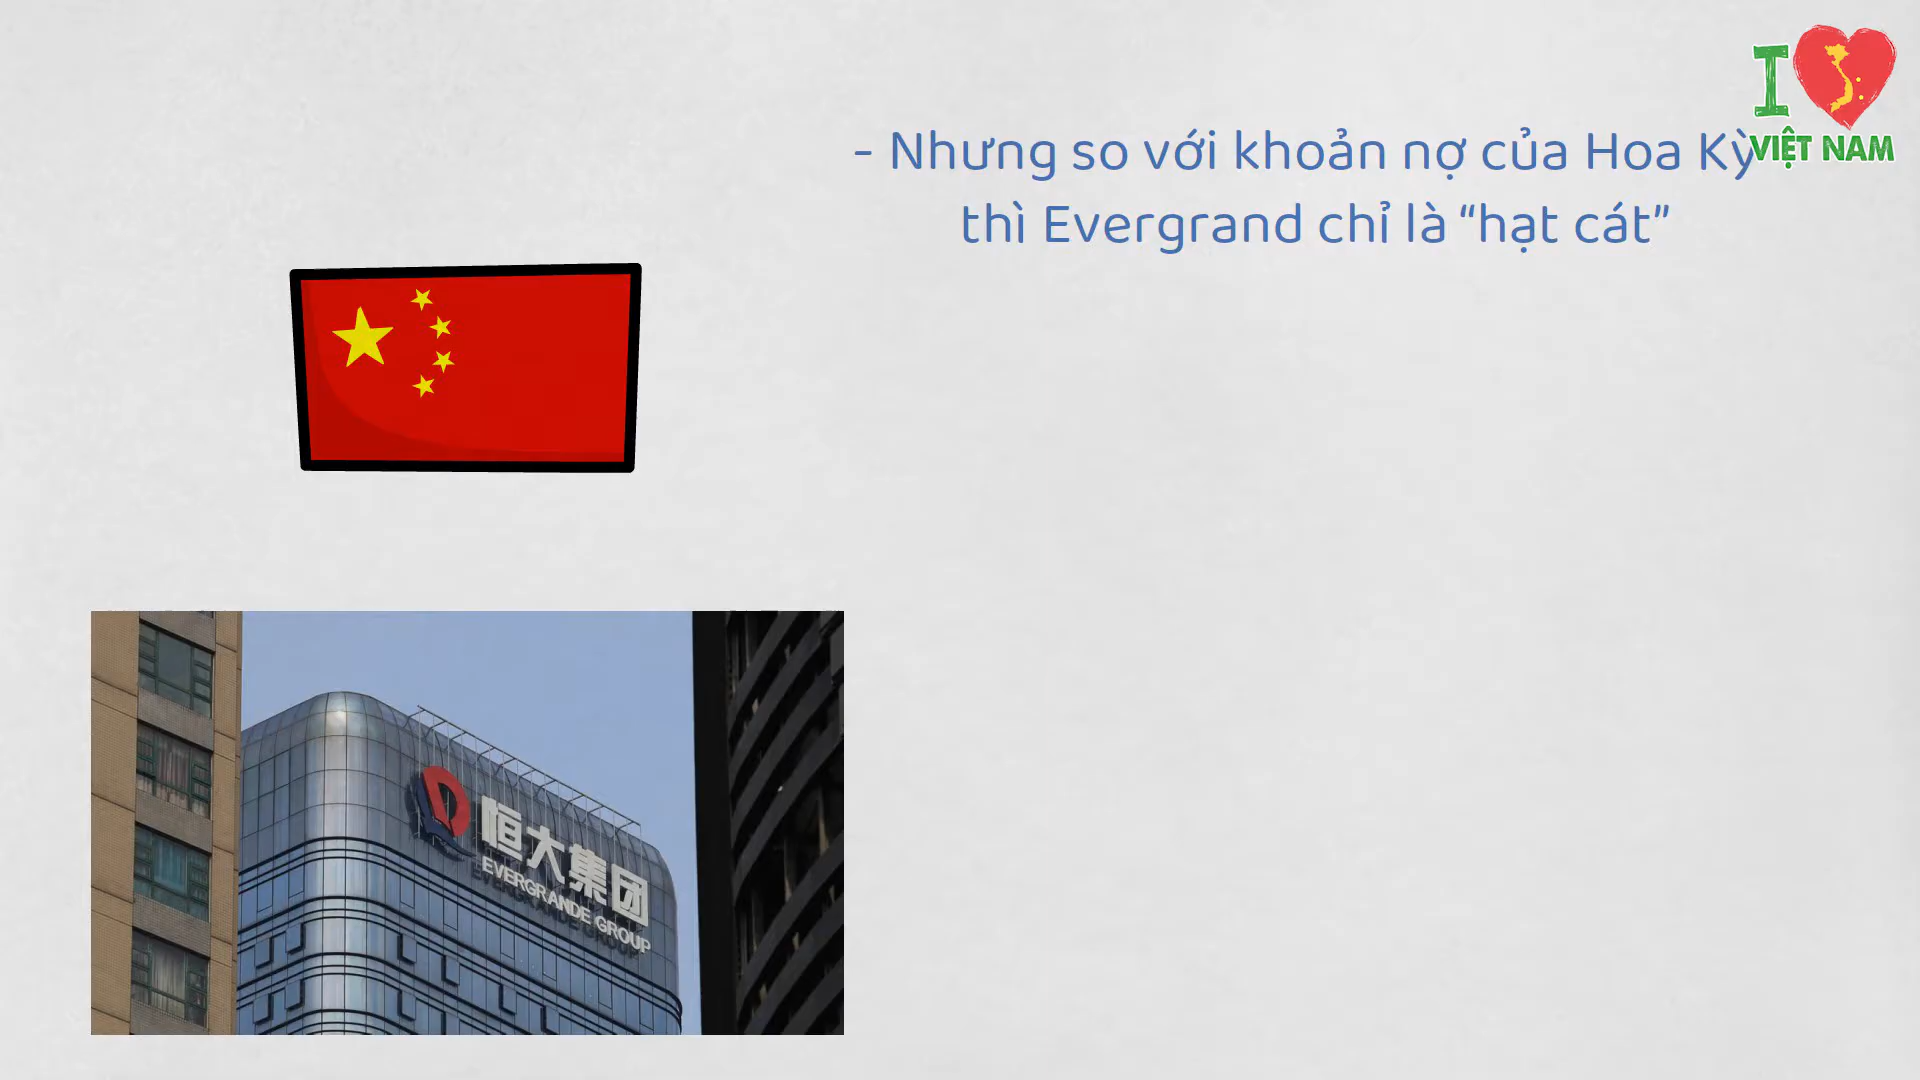 I
VIỆT NAM
- Nhưng so với khoản nợ của Hoa Kỳ
thì Evergrand chỉ là “hạt cát”
恒大集团
EVERGRANDE GROUP